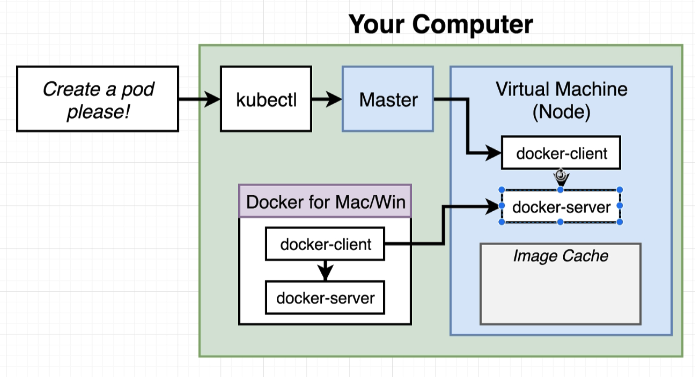 Your Computer
Create a pod
please!
kubectl
Master
Virtual Machine
(Node)
docker-client
docker-server
Docker for Mac/Win
docker-client
docker-server
Image Cache